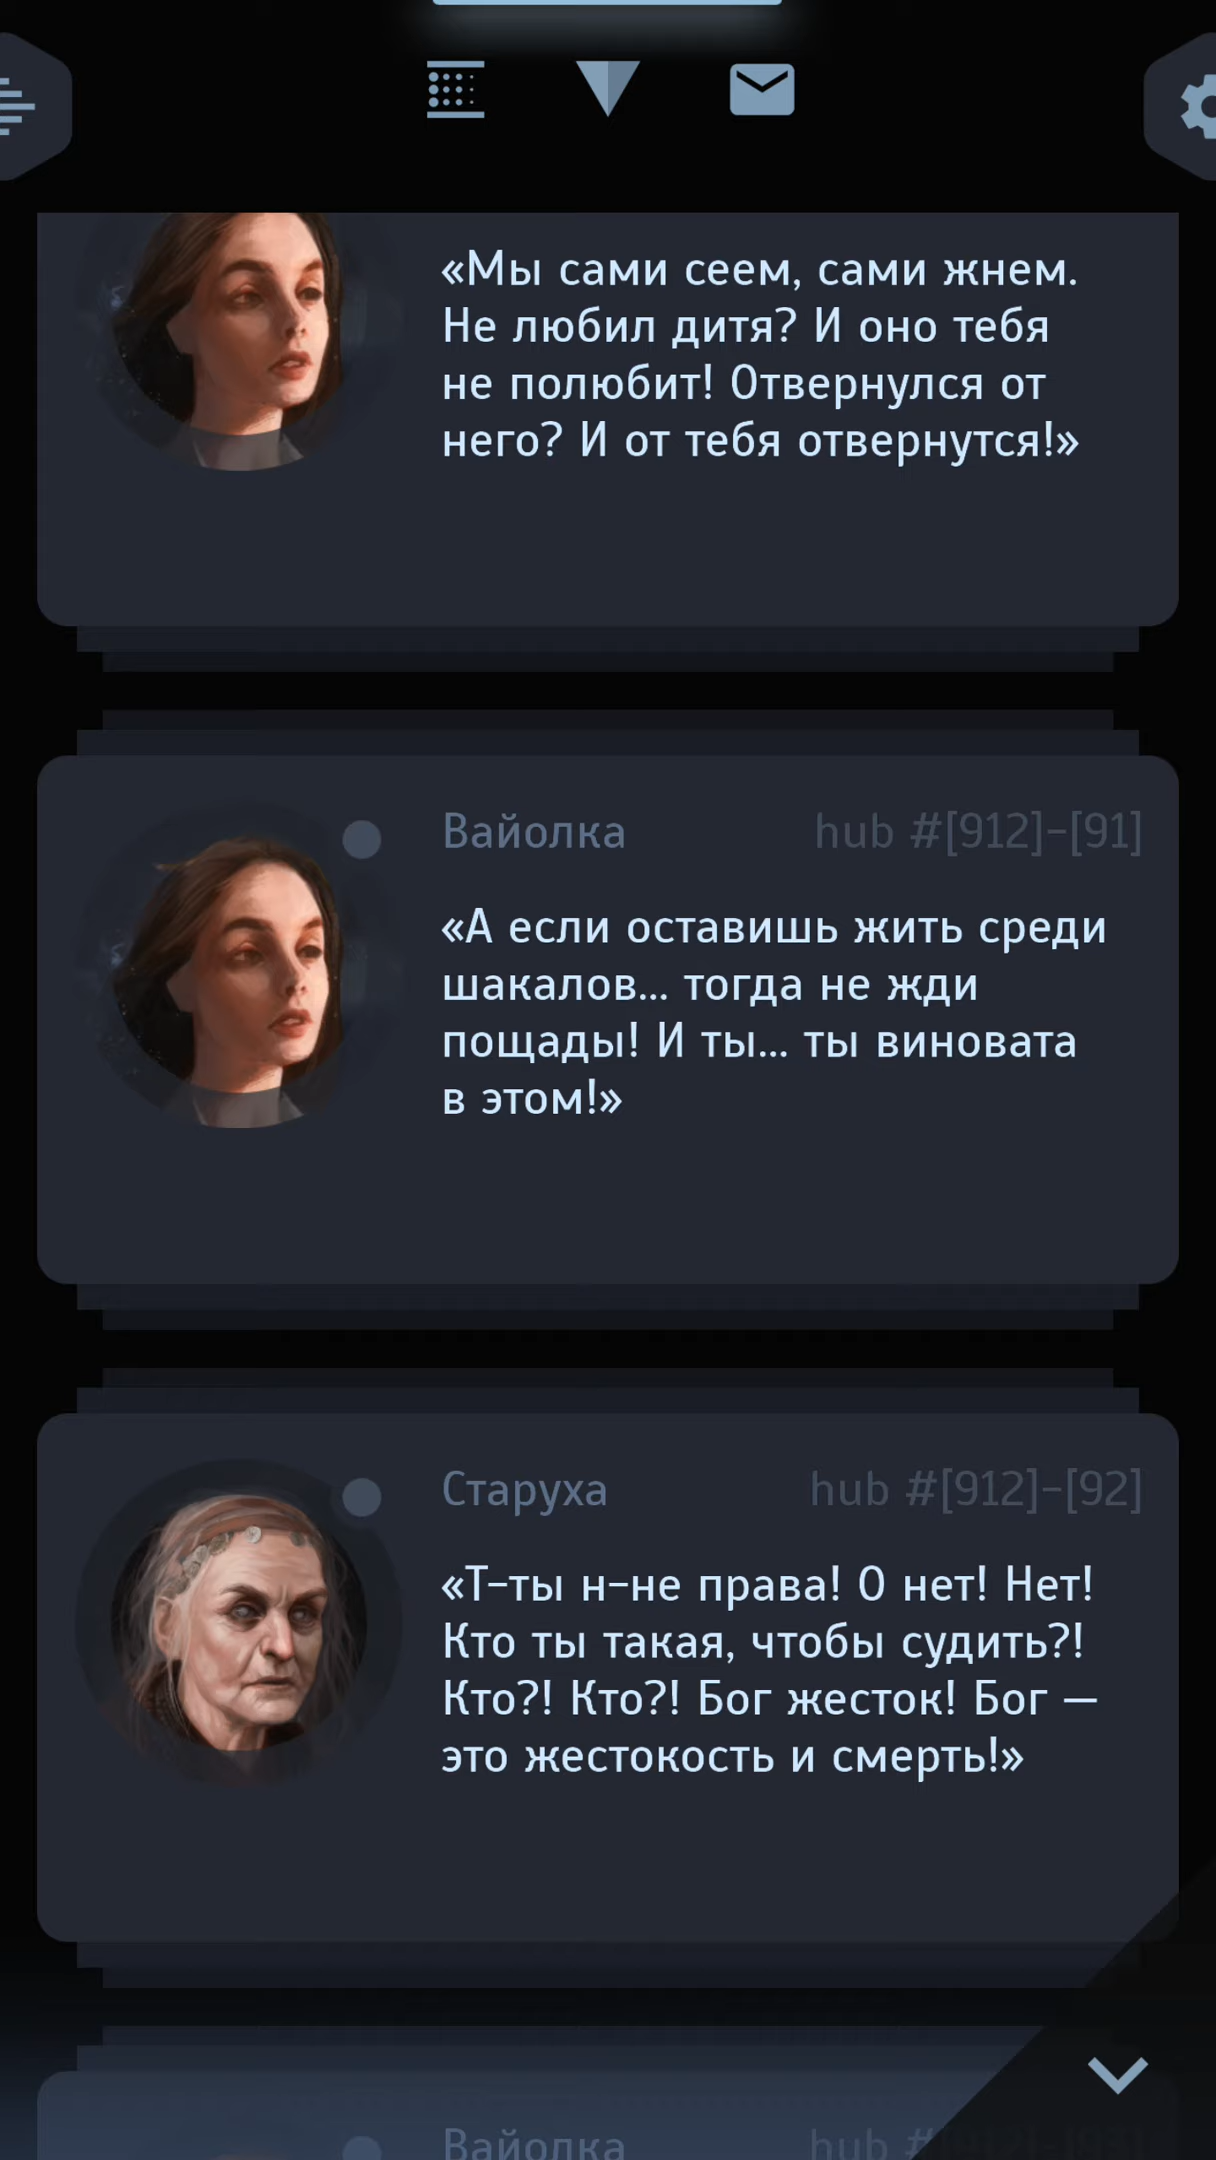 «Мы сами сеем, сами жнем.
Не любил дитя? И оно тебя
не полюбит! Отвернулся от
него? И от тебя отвернутся!»
Вайолка hub #[912]-[91]
«А если оставишь жить среди
шакалов... тогда не жди
пощады! И ты... ты виновата
в этом!»
Старуха hub #[912]-[92]
«Т-ты н-не права! О нет! Нет!
Кто ты такая, чтобы судить?!
Кто?! Кто?! Бог жесток! Бог —
это жестокость и смерть!»
Вайолка hub #[912]-[93]